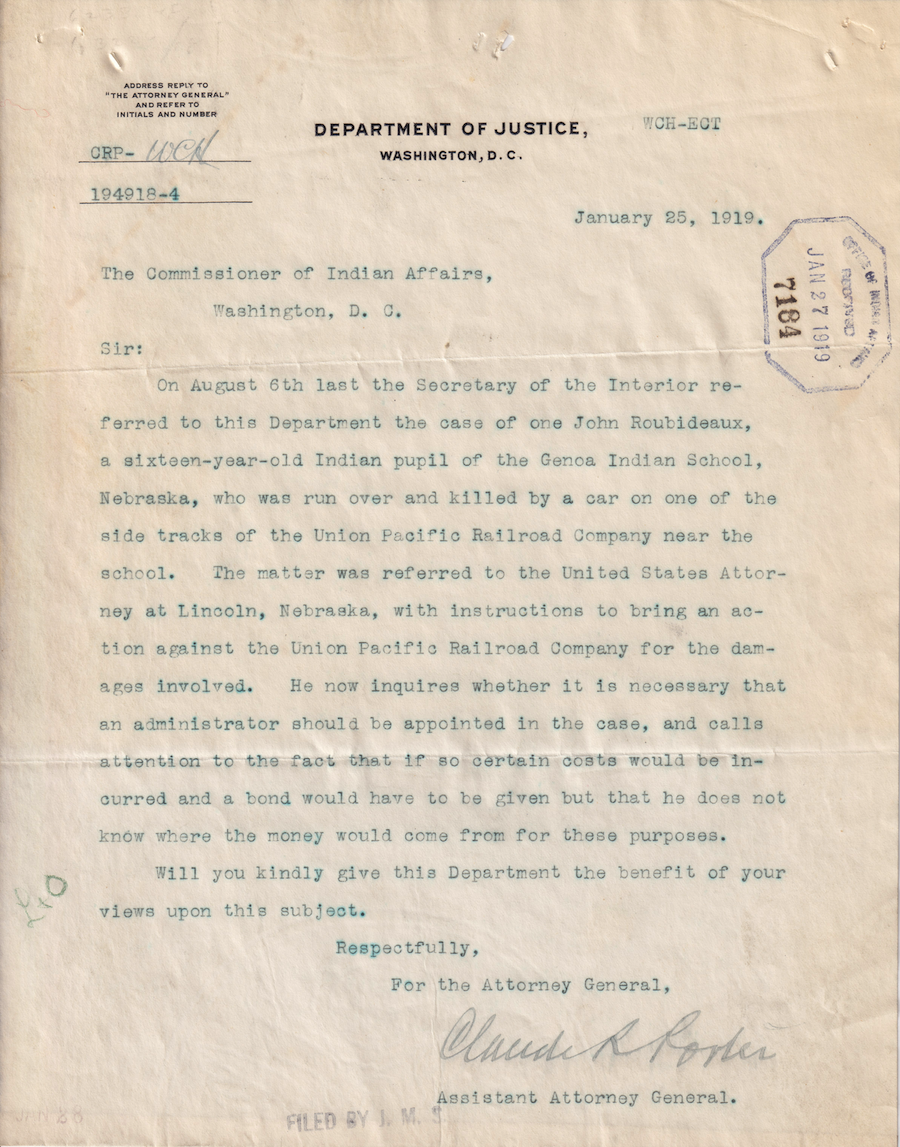 ADDRESS REPLY TO
"THE ATTORNEY GENERAL"
AND REFER TO
INITIALS AND NUMBER
CRP- WCH
194918-4
DEPARTMENT OF JUSTICE,
WASHINGTON, D. C.
WCH-ECT
January 25, 1919.
OFFICE OF INDIAN AFFAIRS
RECEIVED
JAN 27 1919
7184
The Commissioner of Indian Affairs,
Washington, D. C.
Sir:
On August 6th last the Secretary of the Interior re-
ferred to this Department the case of one John Roubideaux,
a sixteen-year-old Indian pupil of the Genoa Indian School,
Nebraska, who was run over and killed by a car on one of the
side tracks of the Union Pacific Railroad Company near the
school. The matter was referred to the United States Attor-
ney at Lincoln, Nebraska, with instructions to bring an ac-
tion against the Union Pacific Railroad Company for the dam-
ages involved. He now inquires whether it is necessary that
an administrator should be appointed in the case, and calls
attention to the fact that if so certain costs would be in-
curred and a bond would have to be given but that he does not
know where the money would come from for these purposes.
Will you kindly give this Department the benefit of your
views upon this subject.
Respectfully,
For the Attorney General,
Claude R Porter
Assistant Attorney General.
FILED BY J. M. S.
JAN 28